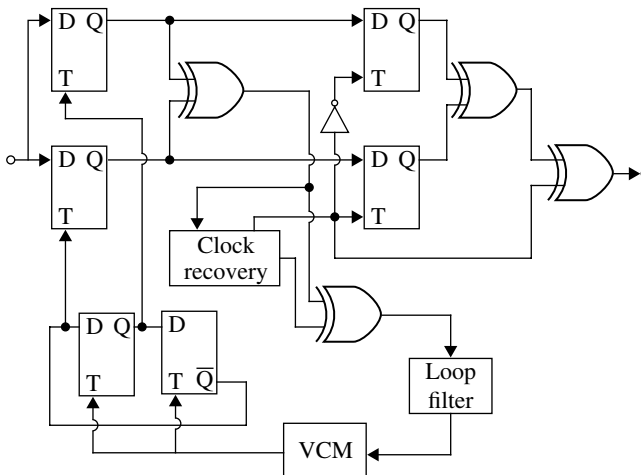 D Q
T
D Q
T
D Q
T
D Q
T
Clock
recovery
D Q
T
D
T Q̅
Loop
filter
VCM